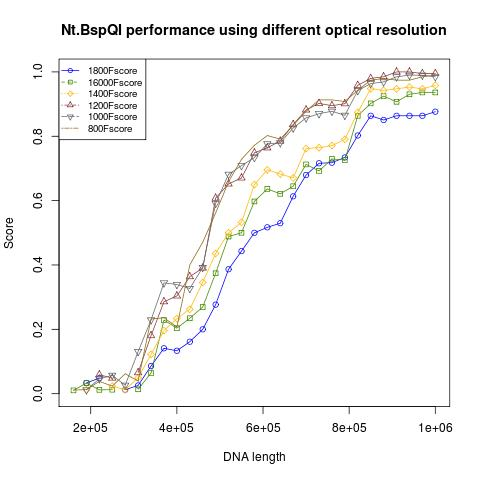 Nt.BspQI performance using different optical resolution
1800Fscore
16000Fscore
1400Fscore
1200Fscore
1000Fscore
800Fscore
Score
1.0
0.8
0.6
0.4
0.2
0.0
2e+05 4e+05 6e+05 8e+05 1e+06
DNA length